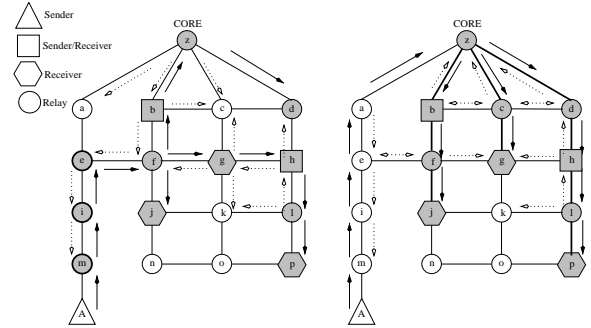 Sender
CORE
CORE
z
z
Sender/Receiver
Receiver
Relay
a
b
c
d
a
b
c
d
e
f
g
h
e
f
g
h
i
j
k
l
i
j
k
l
m
n
o
p
m
n
o
p
A
A